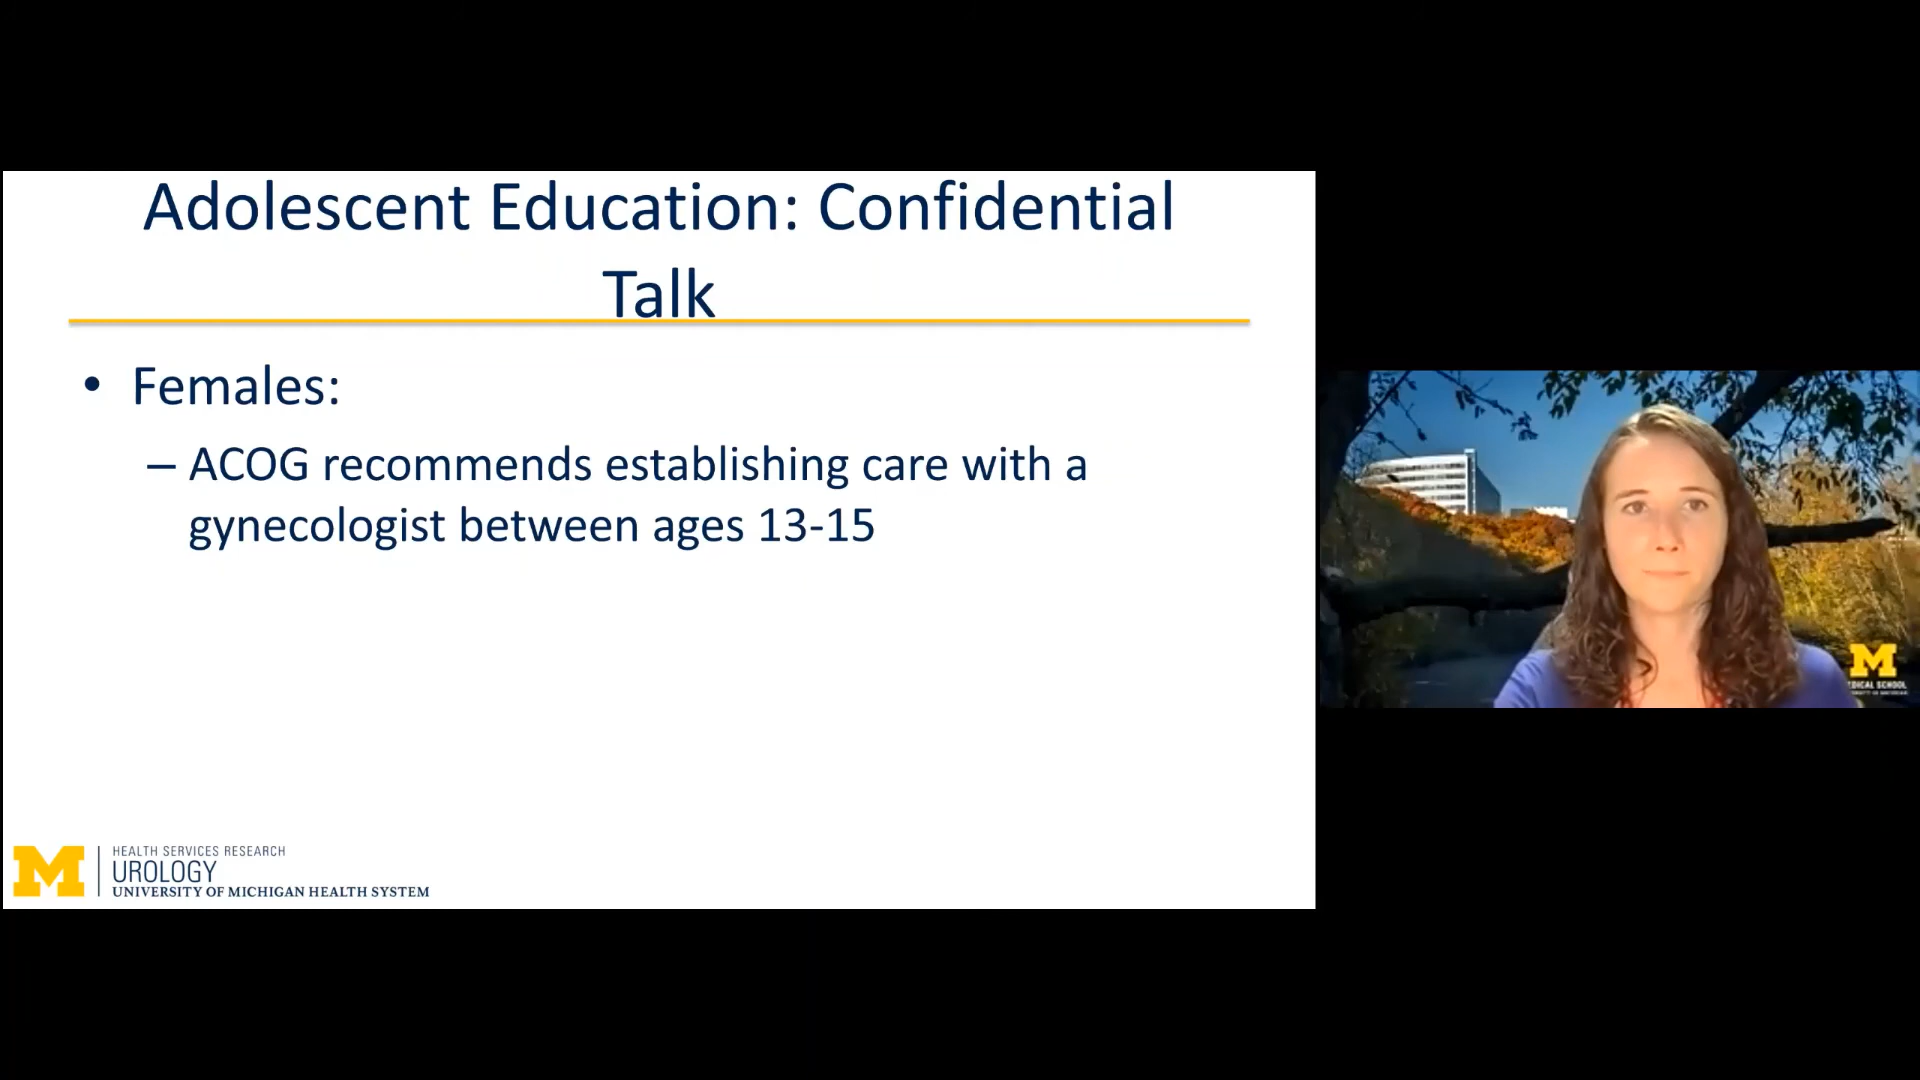 Adolescent Education: Confidential
Talk
• Females:
– ACOG recommends establishing care with a
gynecologist between ages 13-15
M
HEALTH SERVICES RESEARCH
UROLOGY
UNIVERSITY OF MICHIGAN HEALTH SYSTEM
M
SCHOOL